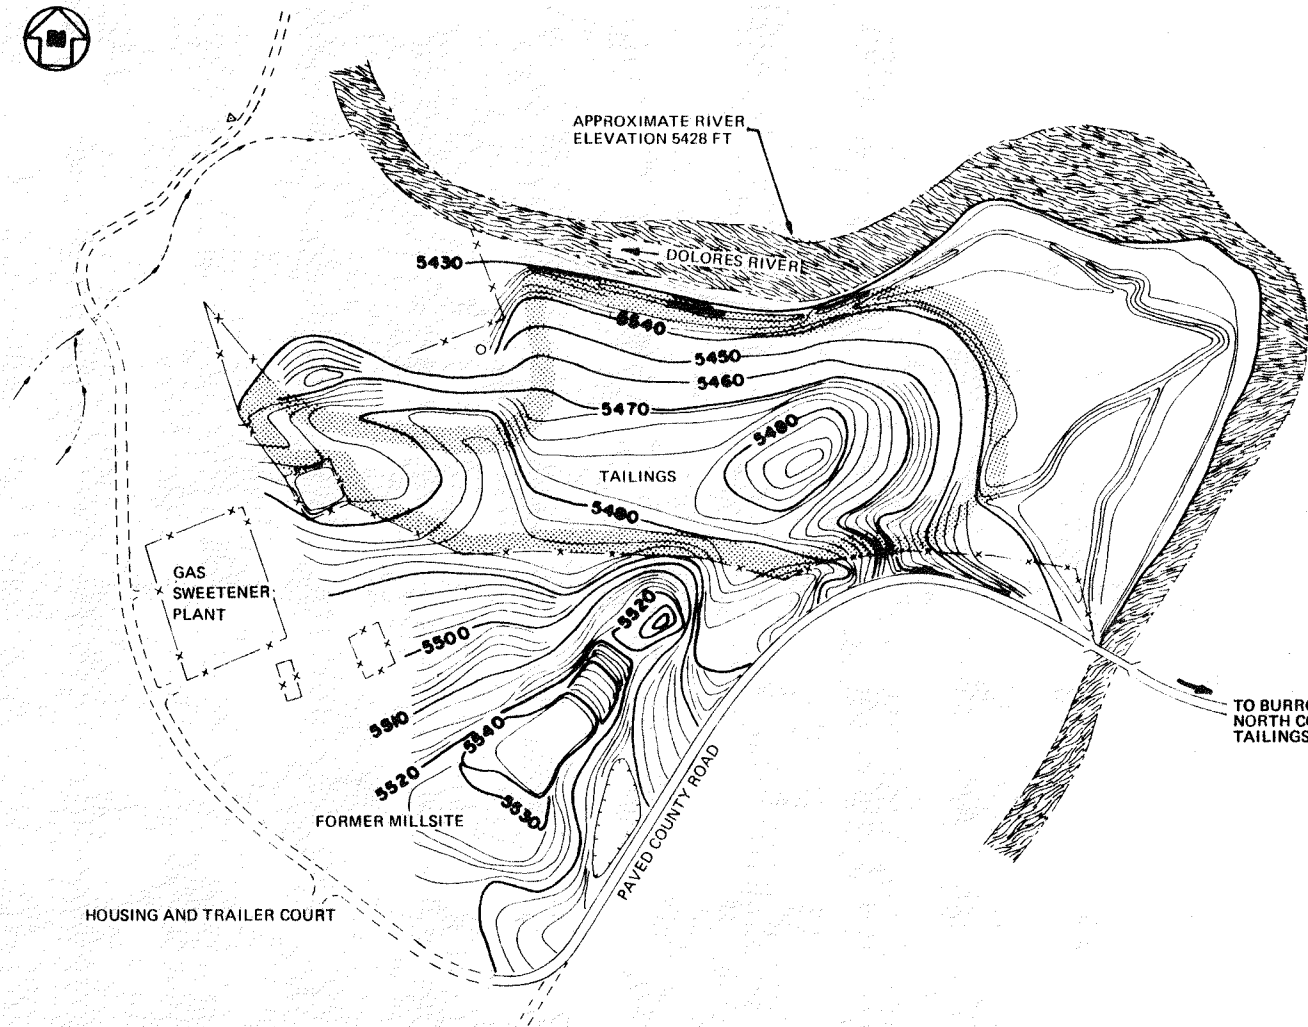 APPROXIMATE RIVER
ELEVATION 5428 FT
5430
DOLORES RIVER
5540
5450
5460
5470
5480
TAILINGS
5480
GAS
SWEETENER
PLANT
5520
5500
5510
5540
5520
5530
FORMER MILLSITE
PAVED COUNTY ROAD
HOUSING AND TRAILER COURT
TO BURRO
NORTH CO
TAILINGS